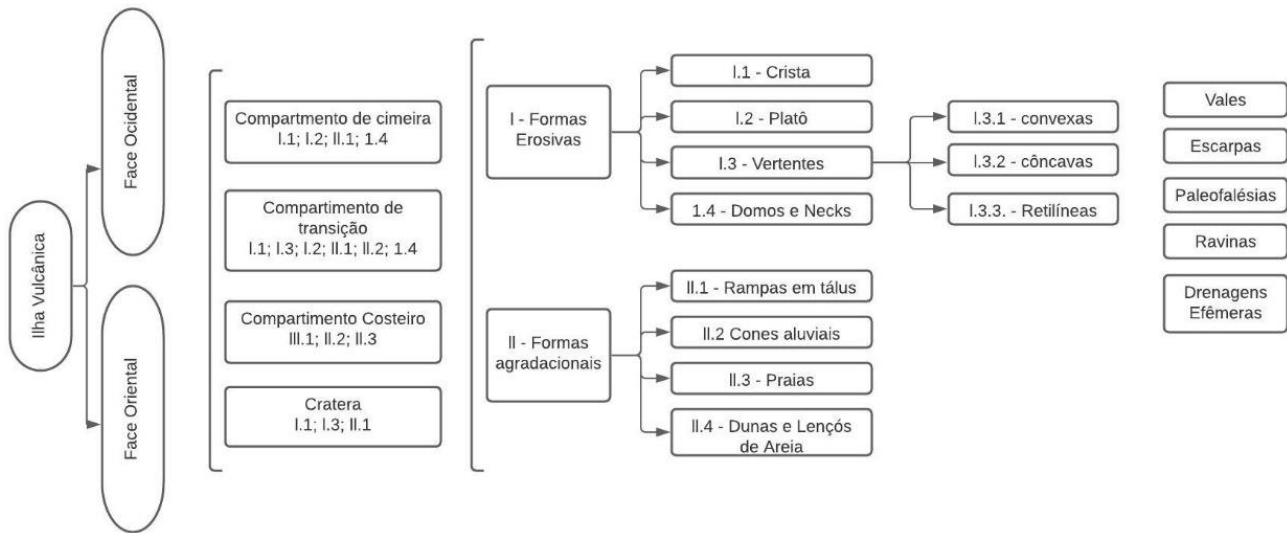 Ilha Vulcânica
Face Ocidental
Face Oriental
Compartmento de cimeira
I.1; I.2; II.1; 1.4
Compartimento de
transição
I.1; I.3; I.2; II.1; II.2; 1.4
Compartimento Costeiro
III.1; II.2; II.3
Cratera
I.1; I.3; II.1
I - Formas
Erosivas
I.1 - Crista
I.2 - Platô
I.3 - Vertentes
1.4 - Domos e Necks
I.3.1 - convexas
I.3.2 - côncavas
I.3.3. - Retilíneas
II - Formas
agradacionais
II.1 - Rampas em tálus
II.2 Cones aluviais
II.3 - Praias
II.4 - Dunas e Lençós
de Areia
Vales
Escarpas
Paleofalésias
Ravinas
Drenagens
Efêmeras